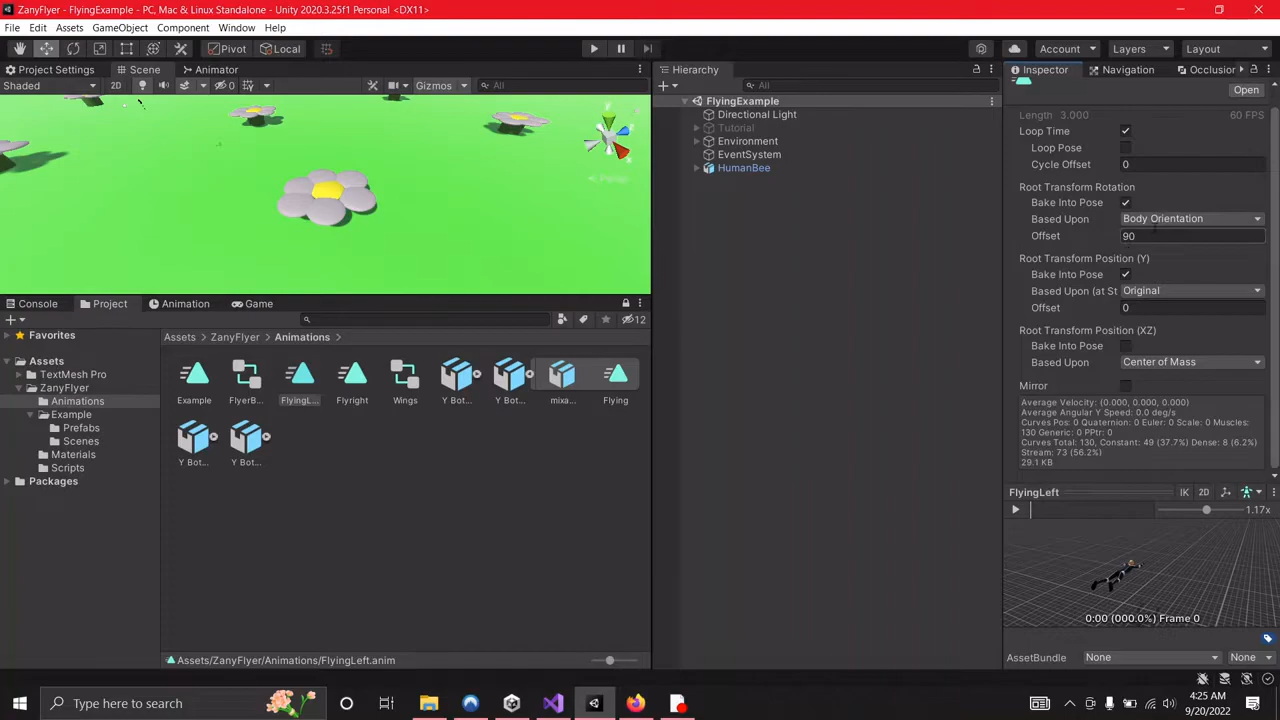 ZanyFlyer - FlyingExample - PC, Mac & Linux Standalone - Unity 2020.3.25f1 Personal <DX11>
File Edit Assets GameObject Component Window Help
Pivot Local Account Layers Layout
Project Settings Scene Animator
Shaded 2D 0 Gizmos All
Persp
Console Project Animation Game
12
Favorites
Assets
TextMesh Pro
ZanyFlyer
Animations
Example
Prefabs
Scenes
Materials
Scripts
Packages
Assets ZanyFlyer Animations
Example FlyerB... FlyingL... Flyright Wings Y Bot... Y Bot... mixa... Flying
Y Bot... Y Bot...
Assets/ZanyFlyer/Animations/FlyingLeft.anim
Hierarchy
All
FlyingExample
Directional Light
Tutorial
Environment
EventSystem
HumanBee
Inspector Navigation Occlusior
Open
Length 3.000 60 FPS
Loop Time
Loop Pose
Cycle Offset 0
Root Transform Rotation
Bake Into Pose
Based Upon Body Orientation
Offset 90
Root Transform Position (Y)
Bake Into Pose
Based Upon (at St Original
Offset 0
Root Transform Position (XZ)
Bake Into Pose
Based Upon Center of Mass
Mirror
Average Velocity: (0.000, 0.000, 0.000)
Average Angular Y Speed: 0.0 deg/s
Curves Pos: 0 Quaternion: 0 Euler: 0 Scale: 0 Muscles:
130 Generic: 0 PPtr: 0
Curves Total: 130, Constant: 49 (37.7%) Dense: 8 (6.2%)
Stream: 73 (56.2%)
29.1 KB
FlyingLeft IK 2D
1.17x
0:00 (000.0%) Frame 0
AssetBundle None None
Type here to search
4:25 AM
9/20/2022